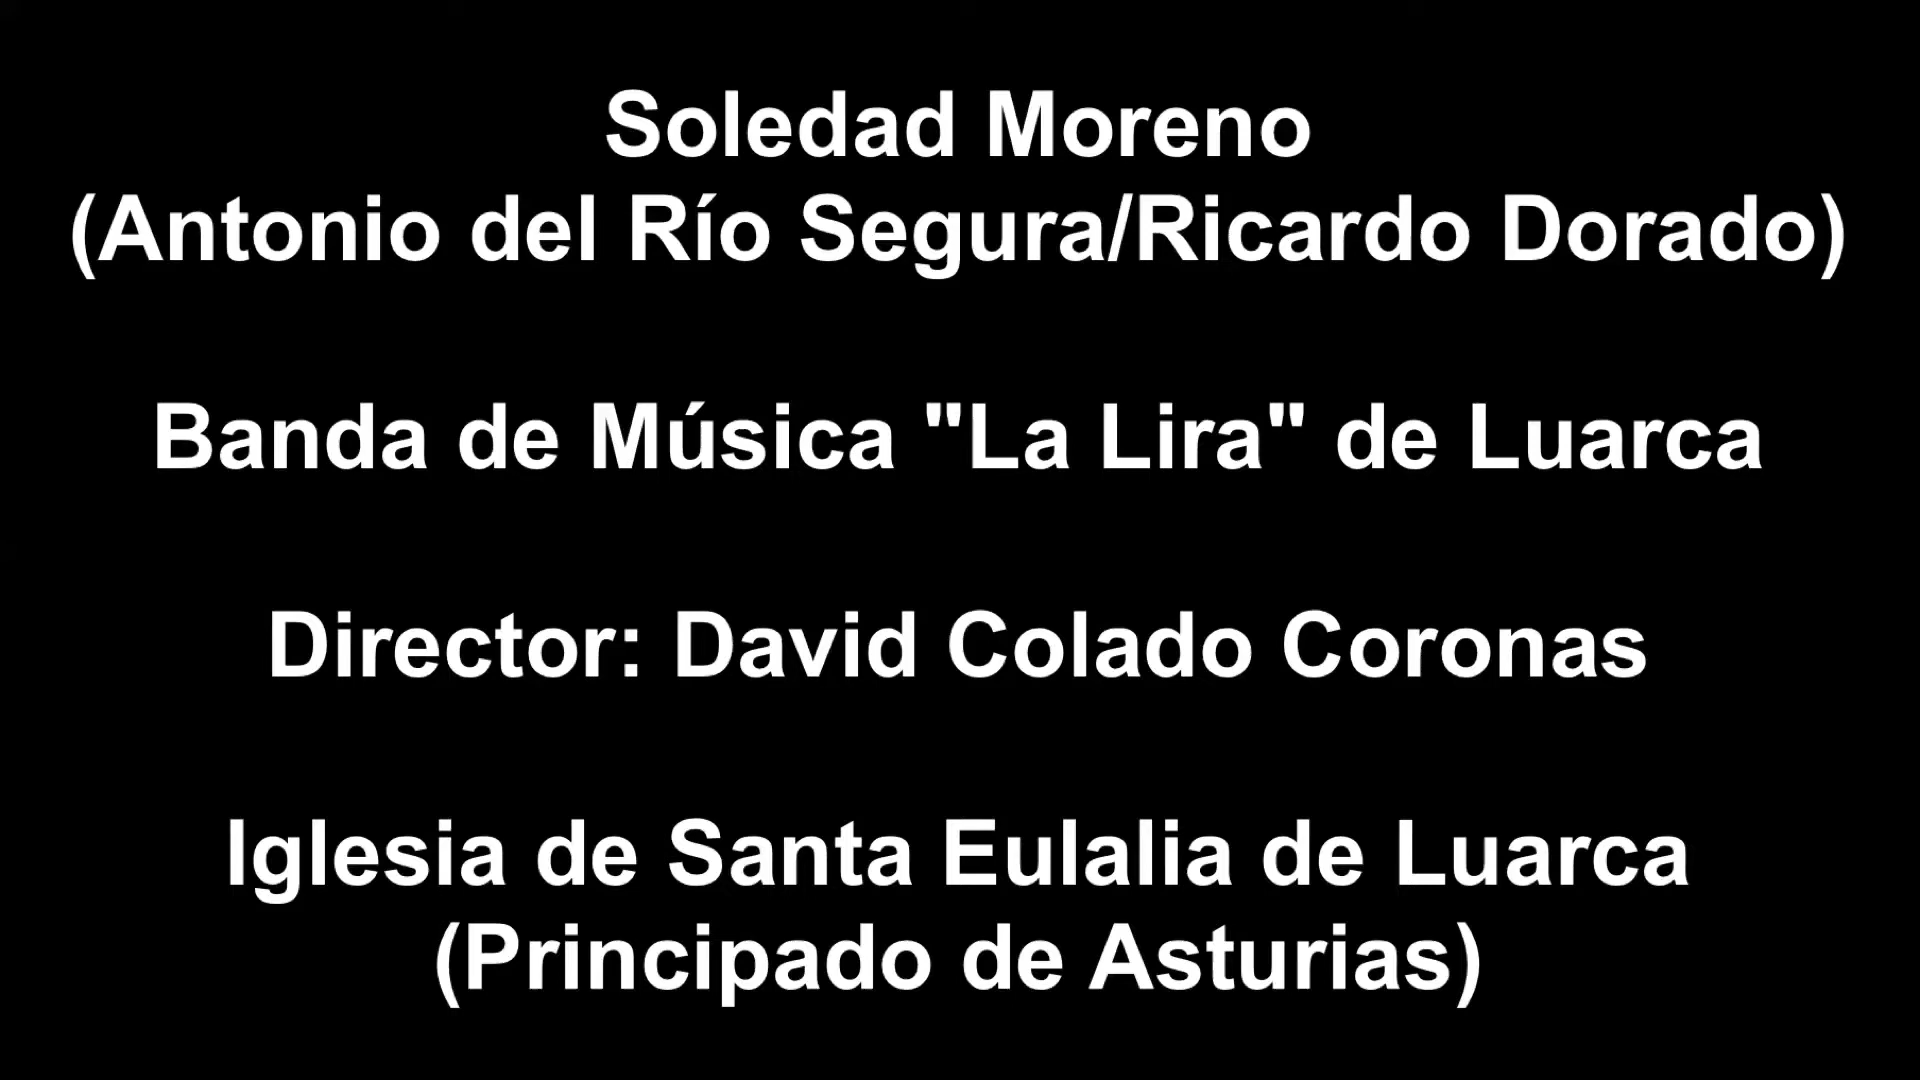 Soledad Moreno
(Antonio del Río Segura/Ricardo Dorado)
Banda de Música "La Lira" de Luarca
Director: David Colado Coronas
Iglesia de Santa Eulalia de Luarca
(Principado de Asturias)